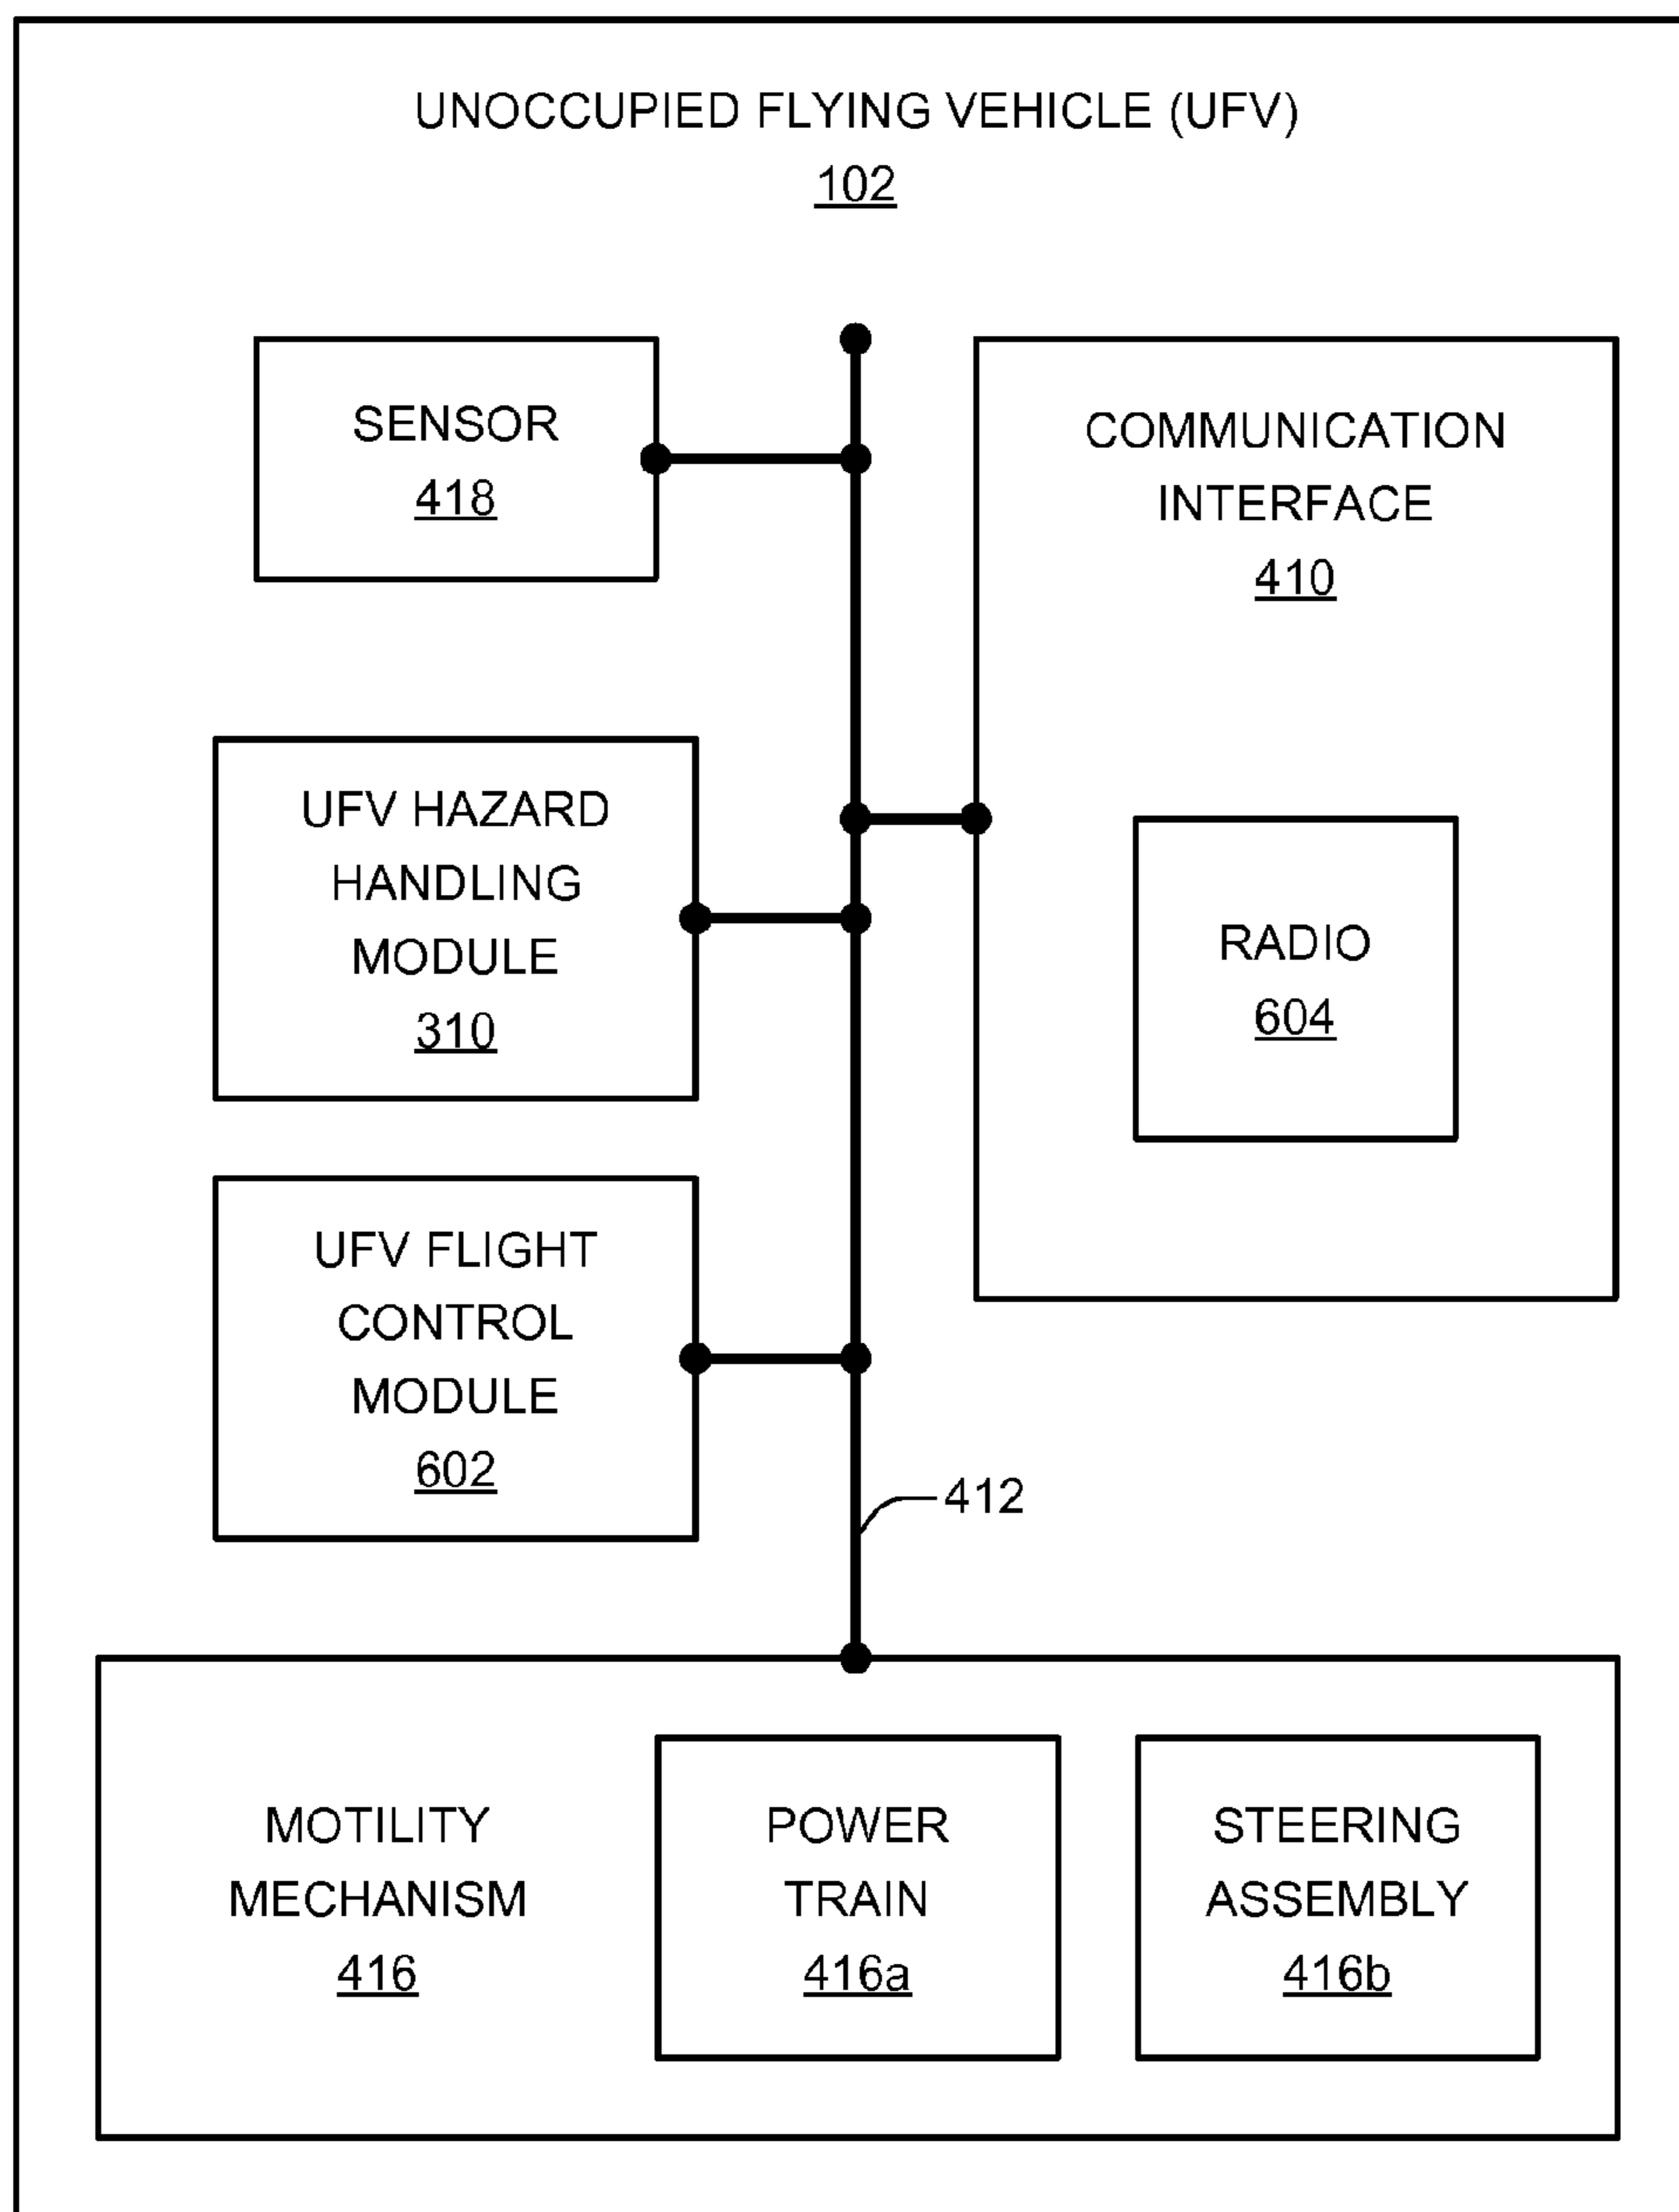 UNOCCUPIED FLYING VEHICLE (UFV)
102
SENSOR
418
COMMUNICATION
INTERFACE
410
UFV HAZARD
HANDLING
MODULE
310
RADIO
604
UFV FLIGHT
CONTROL
MODULE
602
412
MOTILITY
MECHANISM
416
POWER
TRAIN
416a
STEERING
ASSEMBLY
416b